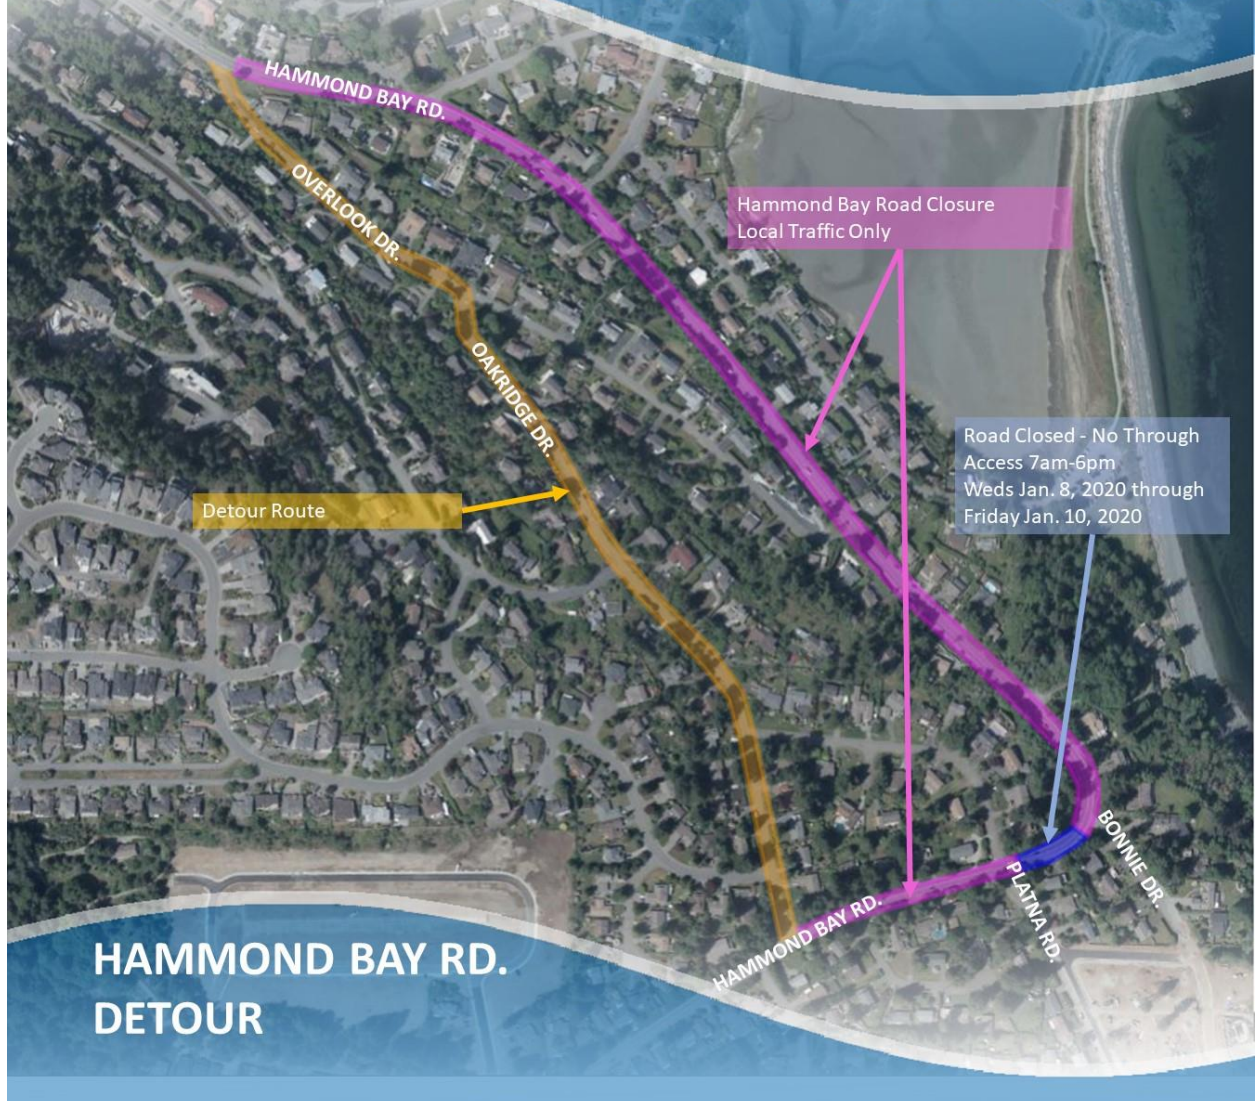 HAMMOND BAY RD.
OVERLOOK DR.
Hammond Bay Road Closure
Local Traffic Only
OAKRIDGE DR.
Road Closed - No Through
Access 7am-6pm
Weds Jan. 8, 2020 through
Friday Jan. 10, 2020
Detour Route
BONNIE DR.
PLATNA RD.
HAMMOND BAY RD.
HAMMOND BAY RD.
DETOUR